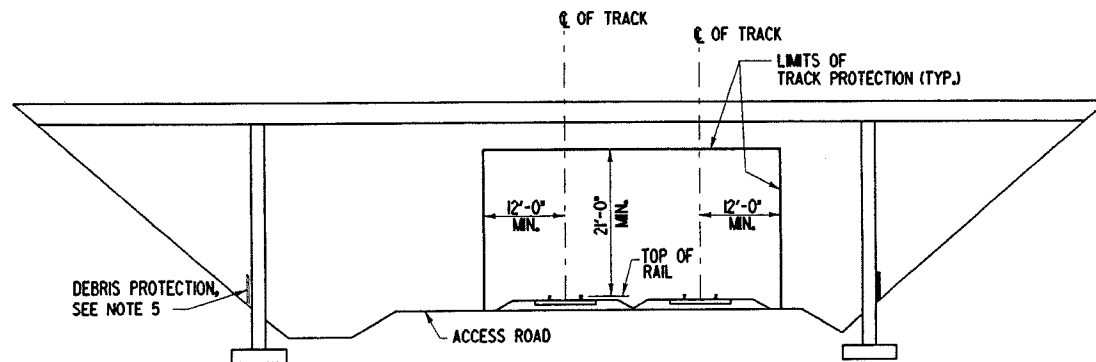 ℄ OF TRACK
℄ OF TRACK
LIMITS OF
TRACK PROTECTION (TYP.)
12'-0"
MIN.
21'-0"
MIN.
12'-0"
MIN.
TOP OF
RAIL
DEBRIS PROTECTION,
SEE NOTE 5
ACCESS ROAD